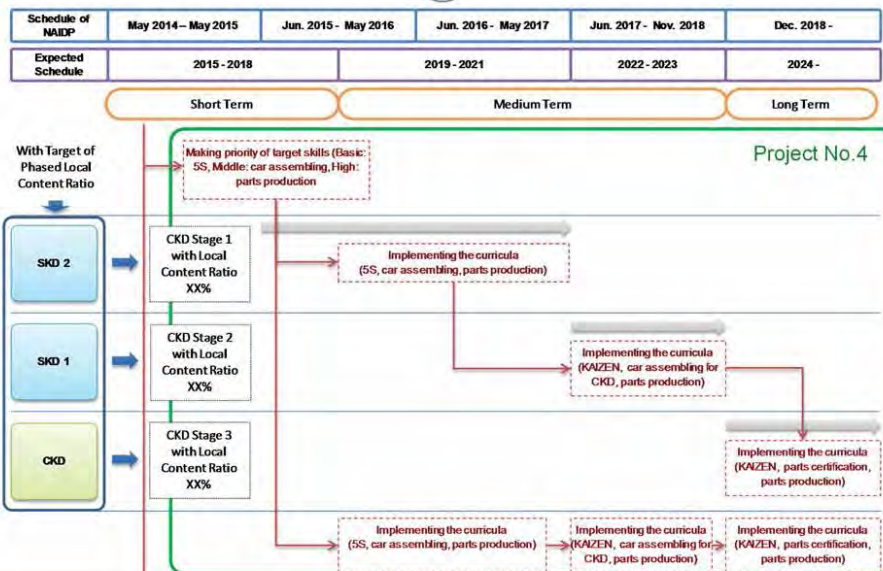 Schedule of
NAIDP
May 2014 – May 2015
Jun. 2015 - May 2016
Jun. 2016 - May 2017
Jun. 2017 - Nov. 2018
Dec. 2018 -
Expected
Schedule
2015 - 2018
2019 - 2021
2022 - 2023
2024 -
Short Term
Medium Term
Long Term
With Target of
Phased Local
Content Ratio
Making priority of target skills (Basic:
5S, Middle: car assembling, High:
parts production
Project No.4
SKD 2
CKD Stage 1
with Local
Content Ratio
XX%
Implementing the curricula
(5S, car assembling, parts production)
SKD 1
CKD Stage 2
with Local
Content Ratio
XX%
Implementing the curricula
(KAIZEN, car assembling for
CKD, parts production)
CKD
CKD Stage 3
with Local
Content Ratio
XX%
Implementing the curricula
(KAIZEN, parts certification,
parts production)
Implementing the curricula
(5S, car assembling, parts production)
Implementing the curricula
(KAIZEN, car assembling for
CKD, parts production)
Implementing the curricula
(KAIZEN, parts certification,
parts production)